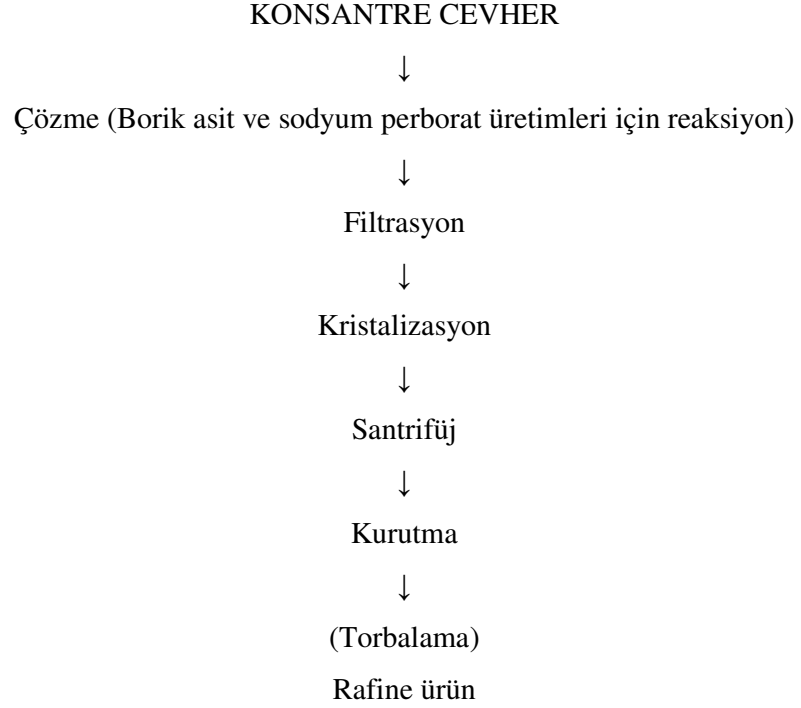 KONSANTRE CEVHER
↓
Çözme (Borik asit ve sodyum perborat üretimleri için reaksiyon)
↓
Filtrasyon
↓
Kristalizasyon
↓
Santrifüj
↓
Kurutma
↓
(Torbalama)
Rafine ürün